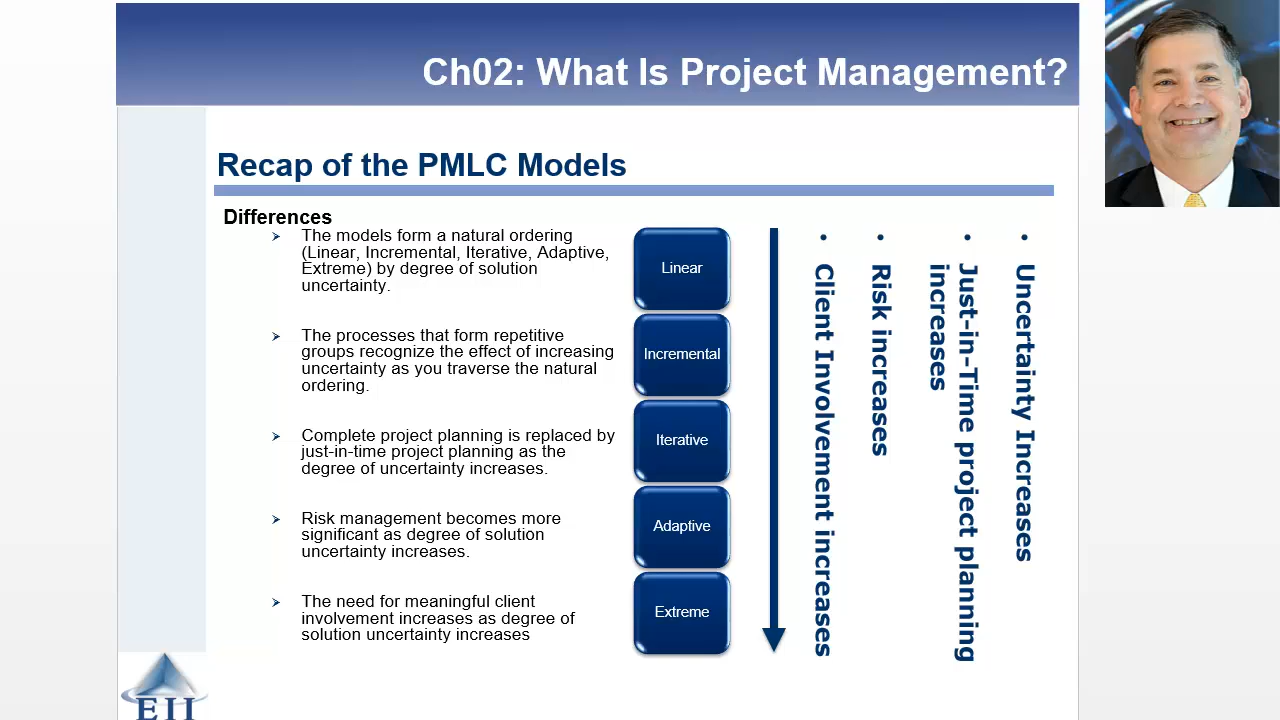 Ch02: What Is Project Management?
Recap of the PMLC Models
Differences
The models form a natural ordering
(Linear, Incremental, Iterative, Adaptive,
Extreme) by degree of solution
uncertainty.
The processes that form repetitive
groups recognize the effect of increasing
uncertainty as you traverse the natural
ordering.
Complete project planning is replaced by
just-in-time project planning as the
degree of uncertainty increases.
Risk management becomes more
significant as degree of solution
uncertainty increases.
The need for meaningful client
involvement increases as degree of
solution uncertainty increases
Linear
Incremental
Iterative
Adaptive
Extreme
• Uncertainty Increases
• Just-in-Time project planning
increases
• Risk increases
• Client Involvement increases
EII